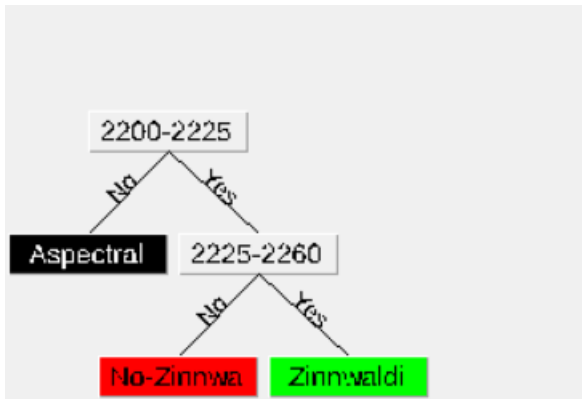 2200-2225
No
Yes
Aspectral
2225-2260
No
Yes
No-Zinnwa
Zinnwaldi